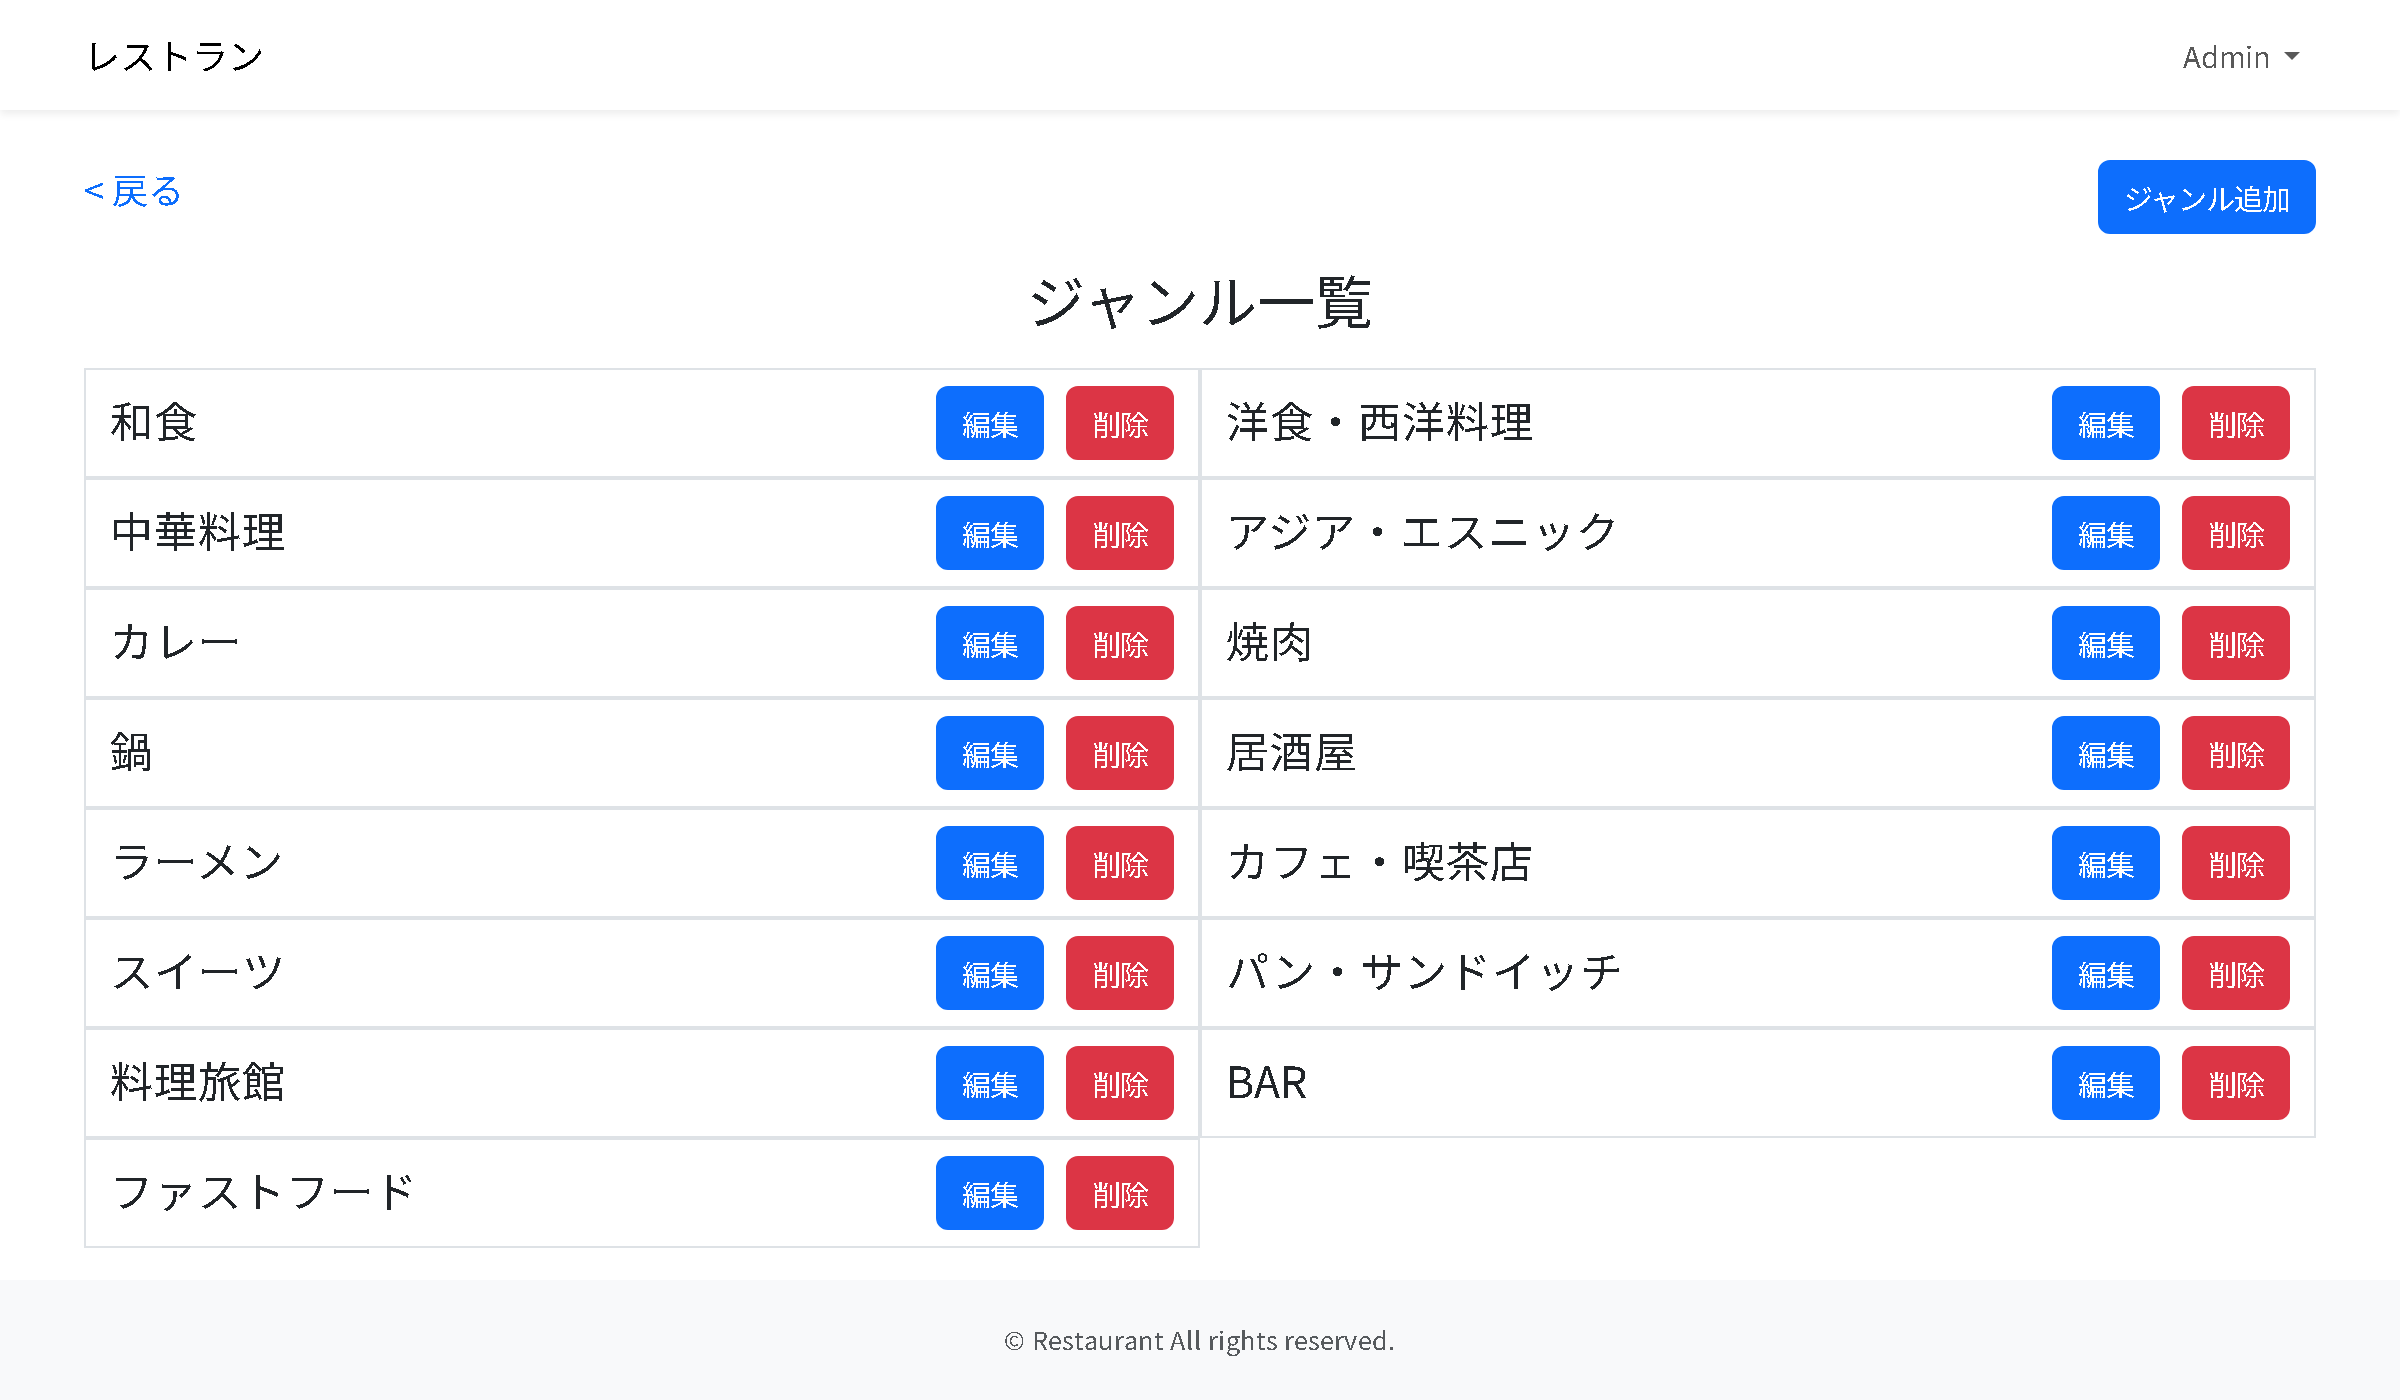 レストラン Admin
< 戻る ジャンル追加
ジャンル一覧
和食 編集 削除 洋食・西洋料理 編集 削除
中華料理 編集 削除 アジア・エスニック 編集 削除
カレー 編集 削除 焼肉 編集 削除
鍋 編集 削除 居酒屋 編集 削除
ラーメン 編集 削除 カフェ・喫茶店 編集 削除
スイーツ 編集 削除 パン・サンドイッチ 編集 削除
料理旅館 編集 削除 BAR 編集 削除
ファストフード 編集 削除
© Restaurant All rights reserved.